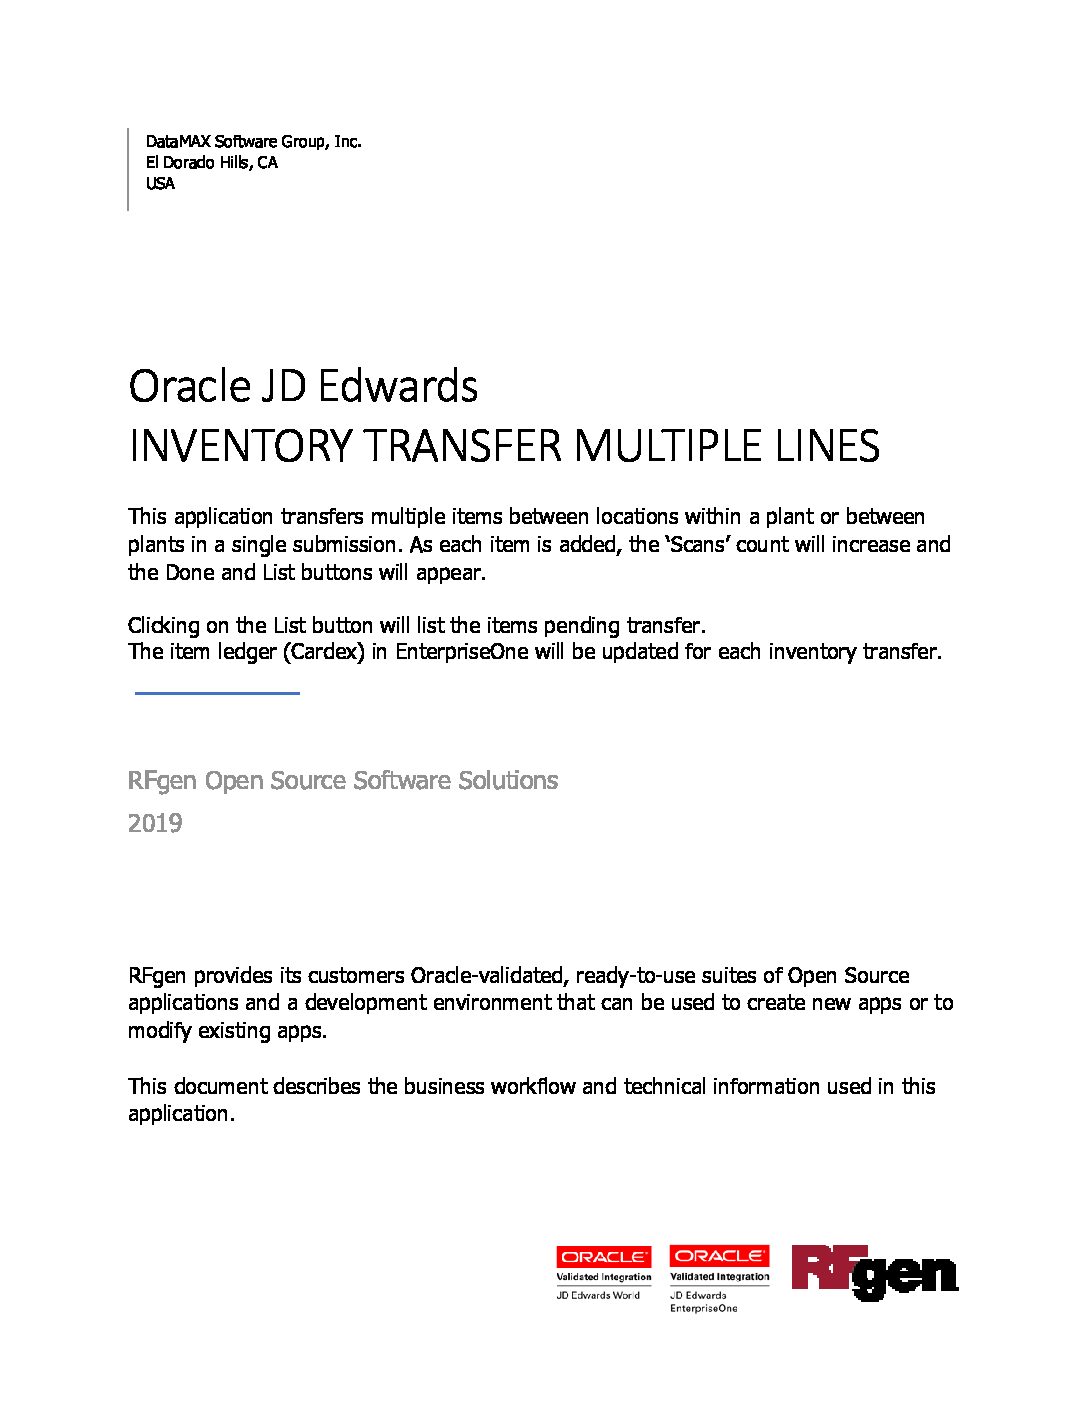 DataMAX Software Group, Inc.
El Dorado Hills, CA
USA
Oracle JD Edwards
INVENTORY TRANSFER MULTIPLE LINES
This application transfers multiple items between locations within a plant or between
plants in a single submission. As each item is added, the ‘Scans’ count will increase and
the Done and List buttons will appear.
Clicking on the List button will list the items pending transfer.
The item ledger (Cardex) in EnterpriseOne will be updated for each inventory transfer.
RFgen Open Source Software Solutions
2019
RFgen provides its customers Oracle-validated, ready-to-use suites of Open Source
applications and a development environment that can be used to create new apps or to
modify existing apps.
This document describes the business workflow and technical information used in this
application.
ORACLE
Validated Integration
JD Edwards World
ORACLE
Validated Integration
JD Edwards
EnterpriseOne
RFgen